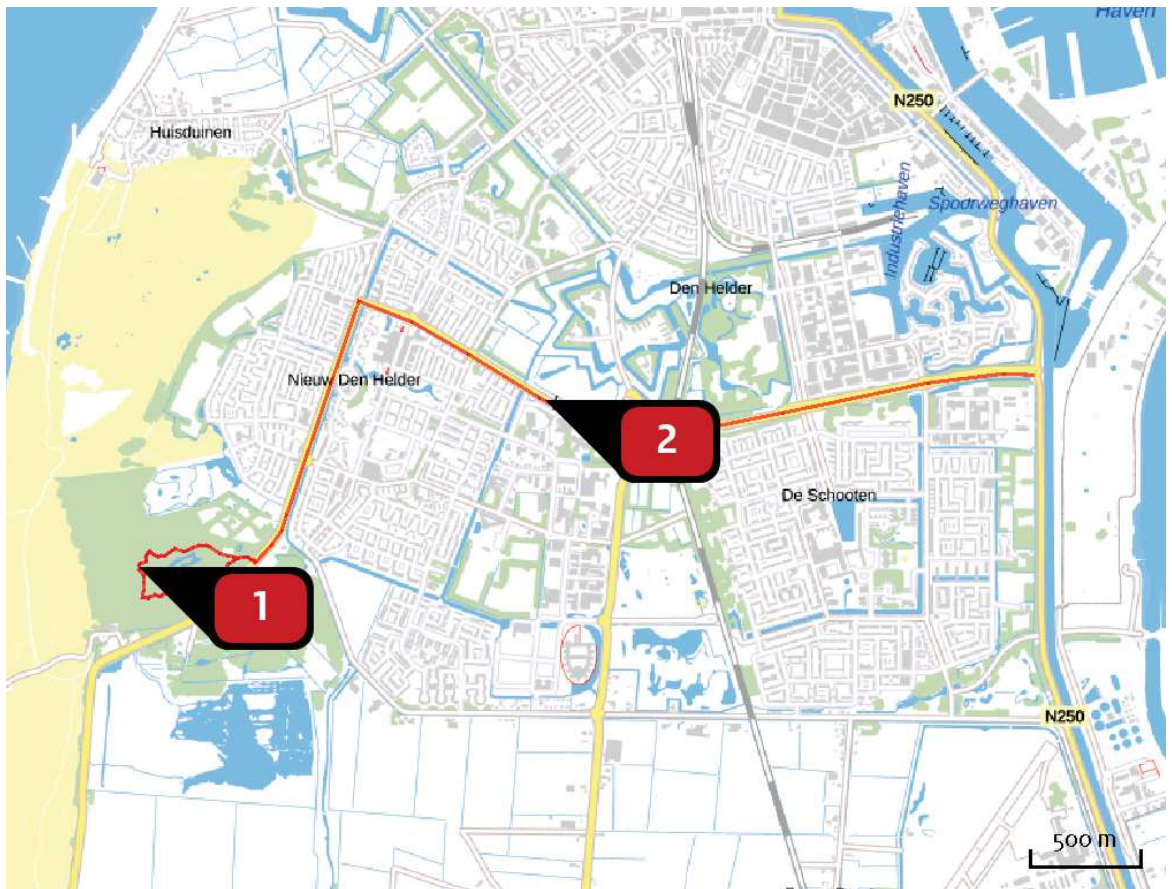 Haven
N250
Huisduinen
Industriehaven
Spoorweghaven
Den Helder
Nieuw Den Helder
2
De Schooten
1
N250
500 m